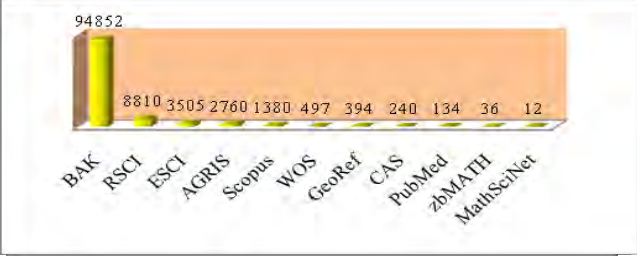 94852
8810 3505 2760 1380 497 394 240 134 36 12
ВАК RSCI ESCI AGRIS Scopus WOS GeoRef CAS PubMed zbMATH MathSciNet